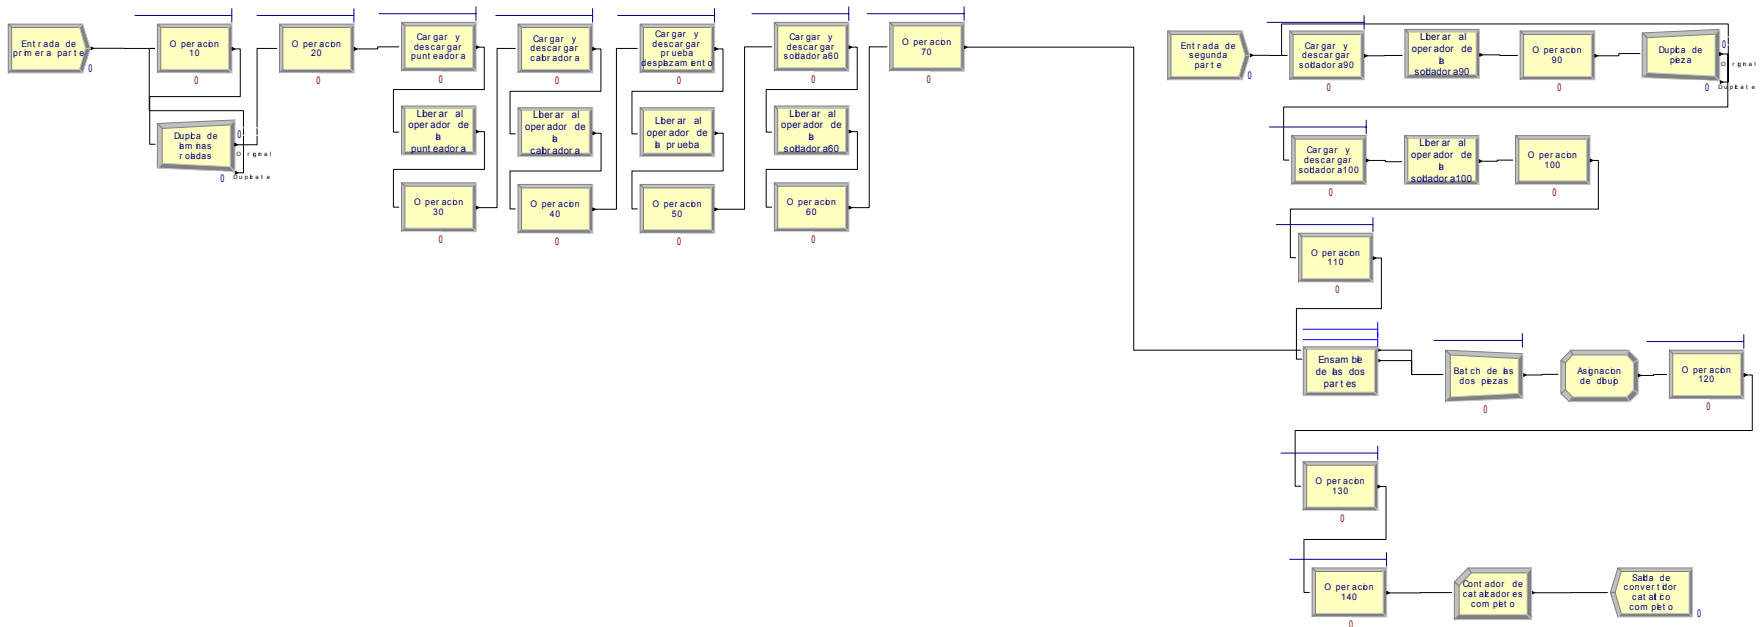 Entrada de
primera parte
0
Operacion
10
0
Duplica de
laminas
roladas
0
Original
0
Duplicate
Operacion
20
0
Cargar y
descargar
punteadora
0
Liberar al
operador de
la
punteadora
Operacion
30
0
Cargar y
descargar
calibradora
0
Liberar al
operador de
la
calibradora
Operacion
40
0
Cargar y
descargar
prueba
desplazamiento
0
Liberar al
operador de
la prueba
Operacion
50
0
Cargar y
descargar
soldadora60
0
Liberar al
operador de
la
soldadora60
Operacion
60
0
Operacion
70
0
Entrada de
segunda
parte
0
Cargar y
descargar
soldadora90
0
Liberar al
operador de
la
soldadora90
Operacion
90
0
Duplica de
pieza
0
Original
0
Duplicate
Cargar y
descargar
soldadora100
0
Liberar al
operador de
la
soldadora100
Operacion
100
0
Operacion
110
0
Ensamble
de las dos
partes
Batch de las
dos piezas
0
Asignacion
de dibujo
Operacion
120
0
Operacion
130
0
Operacion
140
0
Contador de
catalizadores
completo
Salida de
convertidor
catalitico
completo
0